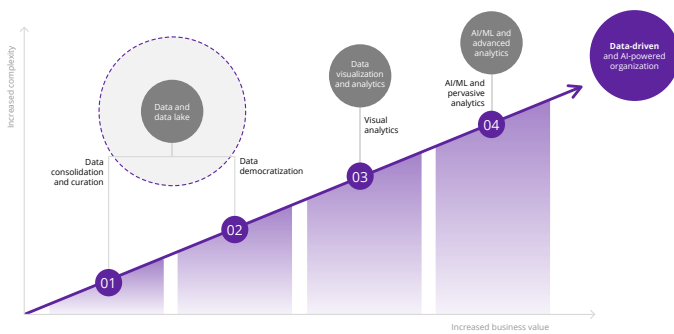 Increased complexity
Data and
data lake
Data
consolidation
and curation
Data
democratization
Data
visualization
and analytics
Visual
analytics
AI/ML and
advanced
analytics
AI/ML and
pervasive
analytics
Data-driven
and AI-powered
organization
01
02
03
04
Increased business value